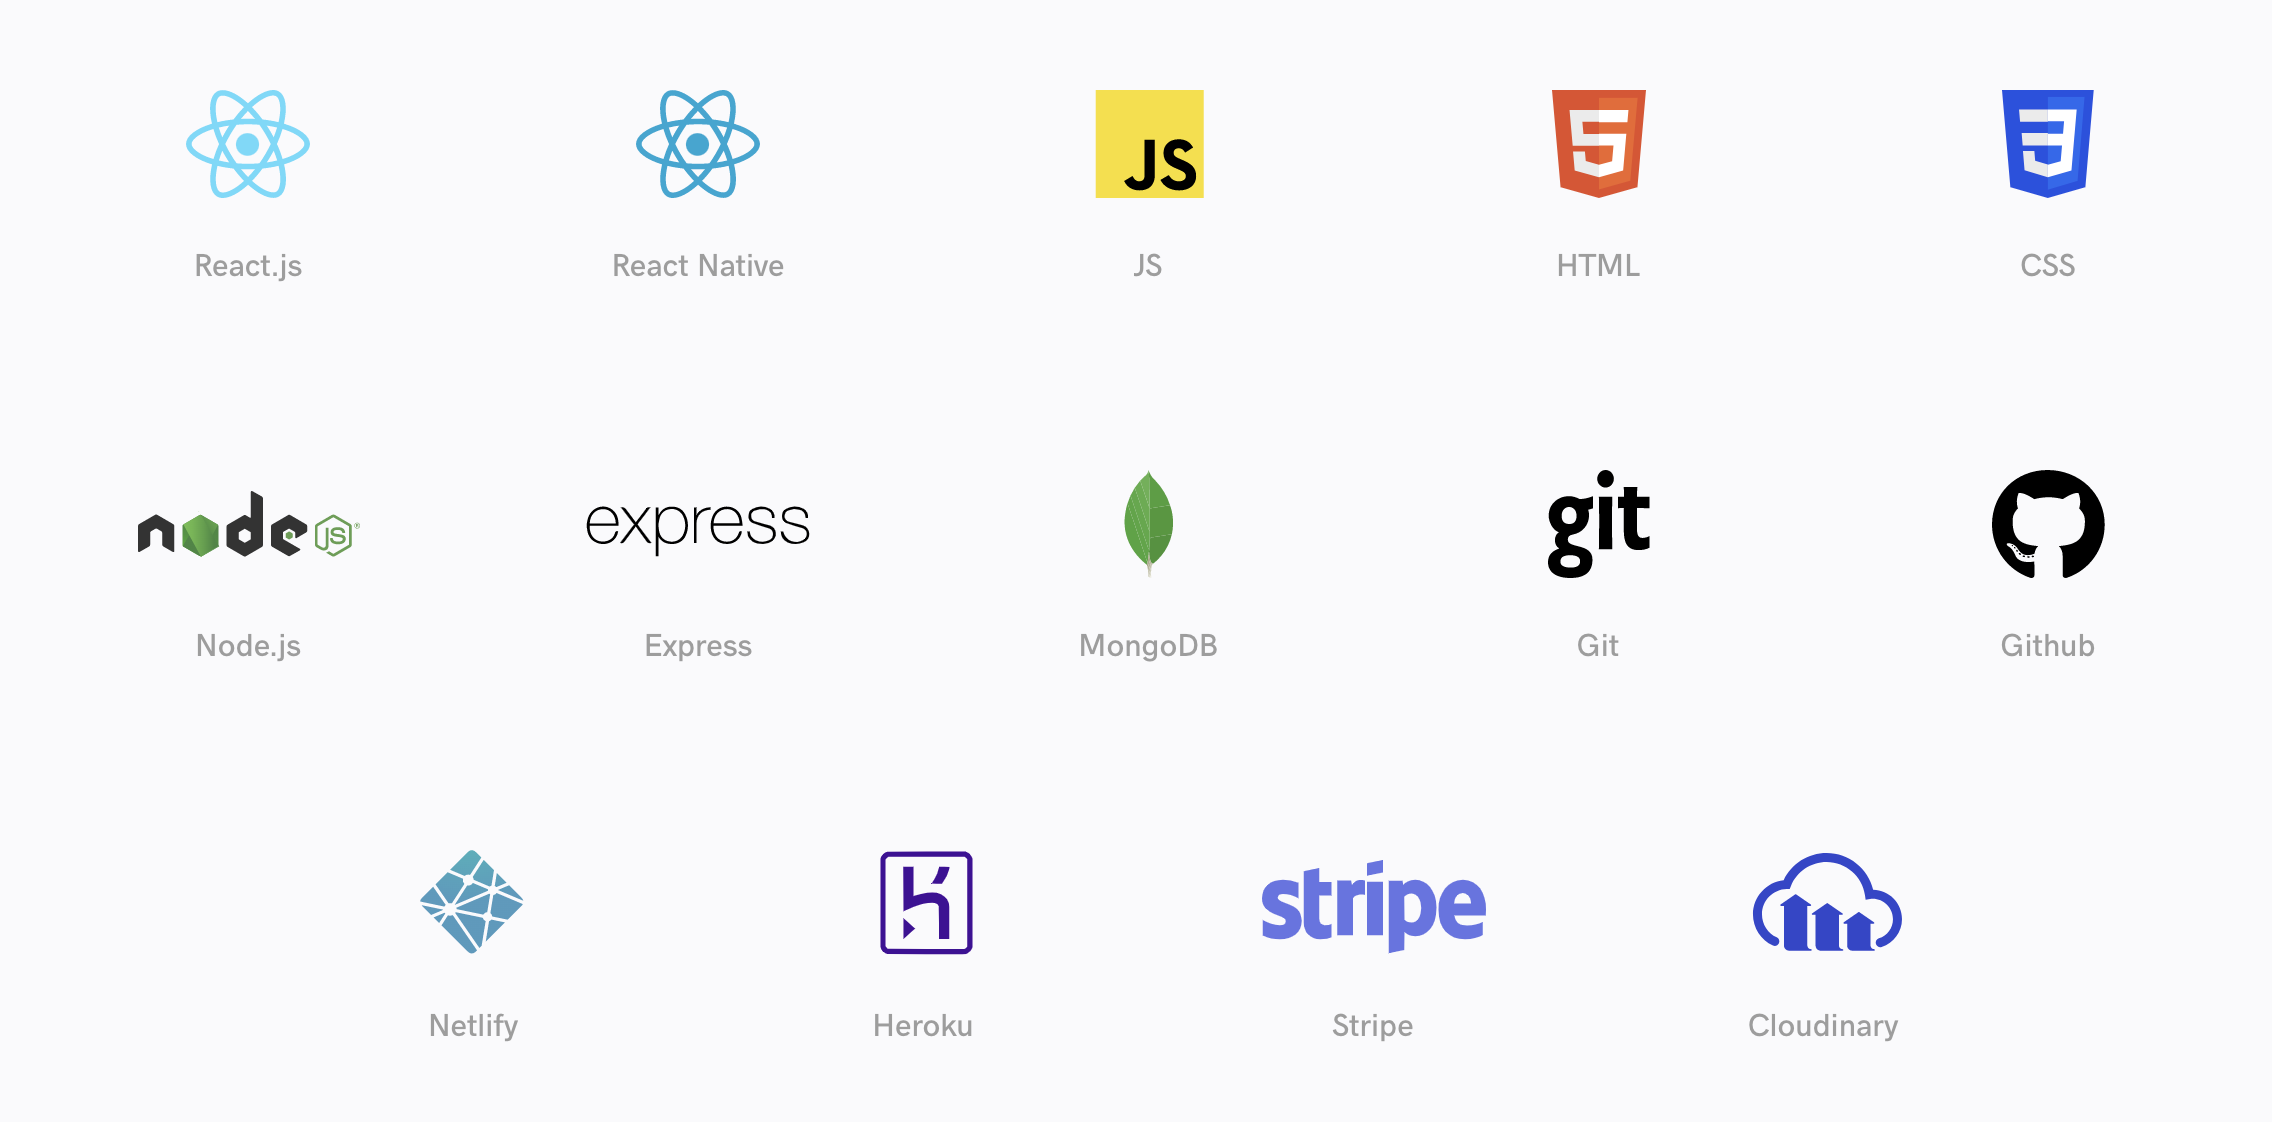 JS
React.js
React Native
JS
HTML
CSS
node JS ®
express
git
Node.js
Express
MongoDB
Git
Github
stripe
Netlify
Heroku
Stripe
Cloudinary